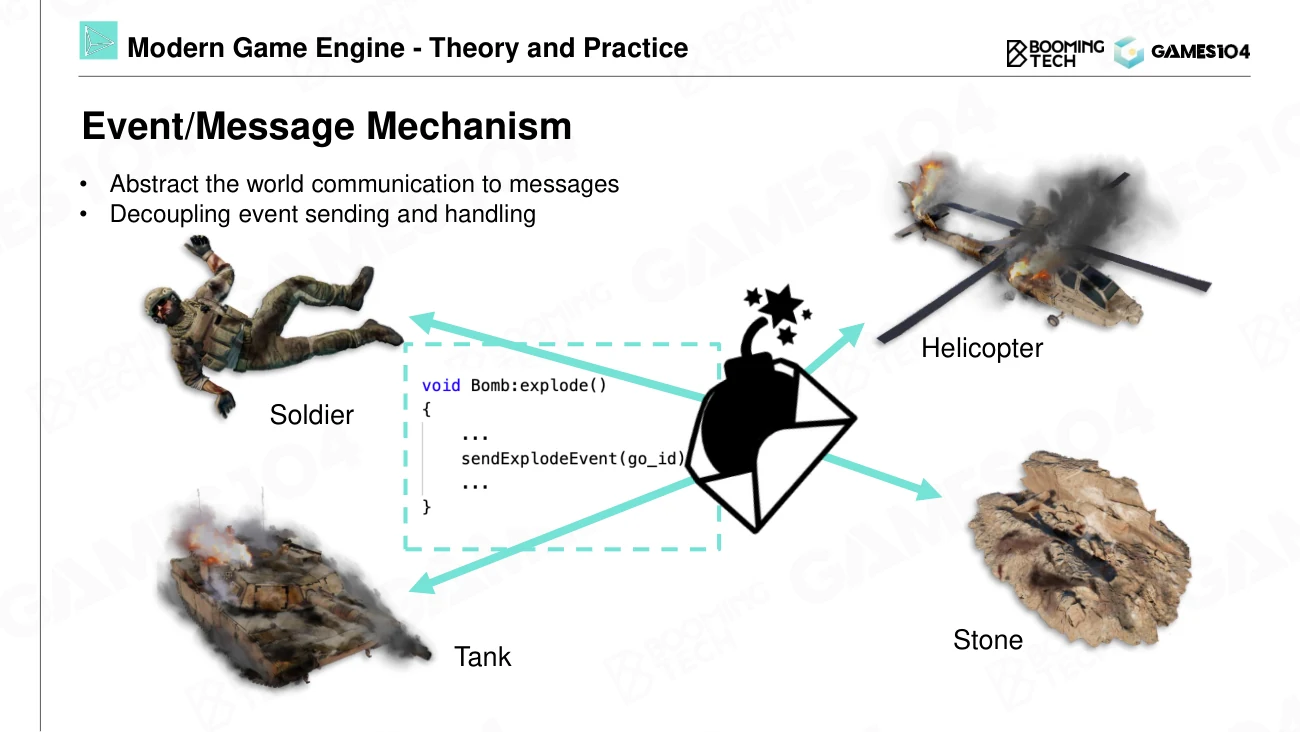 Modern Game Engine - Theory and Practice
BOOMING
TECH
GAMES104
Event/Message Mechanism
• Abstract the world communication to messages
• Decoupling event sending and handling
Helicopter
Soldier
void Bomb:explode()
{
...
sendExplodeEvent(go_id)
...
}
Stone
Tank